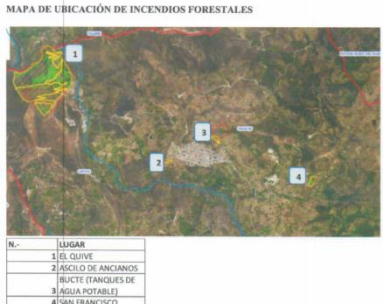 MAPA DE UBICACIÓN DE INCENDIOS FORESTALES
1
3
2
4
N.- LUGAR
1 EL QUIVE
2 ASCILO DE ANCIANOS
BUCTE (TANQUES DE
3 AGUA POTABLE)
4 SAN FRANCISCO